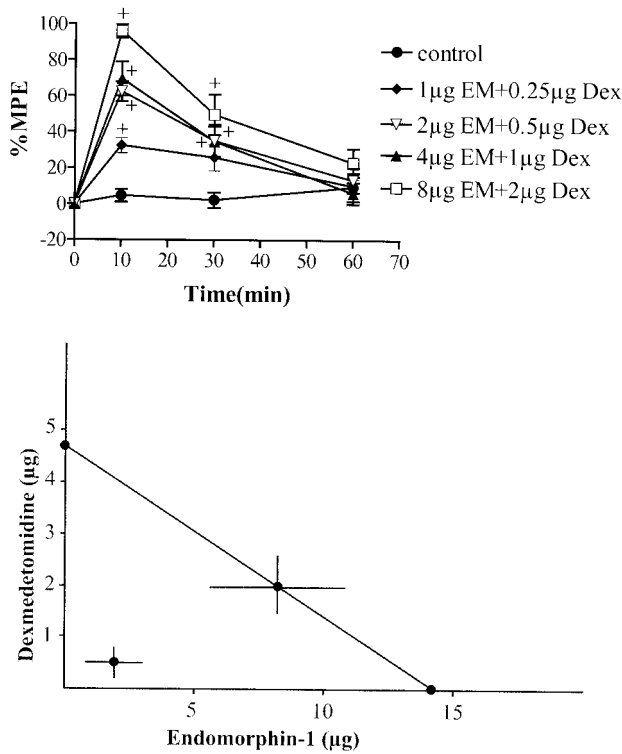 100
80
60
40
20
0
-20
%MPE
+
+
+
+
+
+
+
0 10 20 30 40 50 60 70
Time(min)
control
1µg EM+0.25µg Dex
2µg EM+0.5µg Dex
4µg EM+1µg Dex
8µg EM+2µg Dex
5
4
3
2
1
Dexmedetomidine (µg)
5 10 15
Endomorphin-1 (µg)